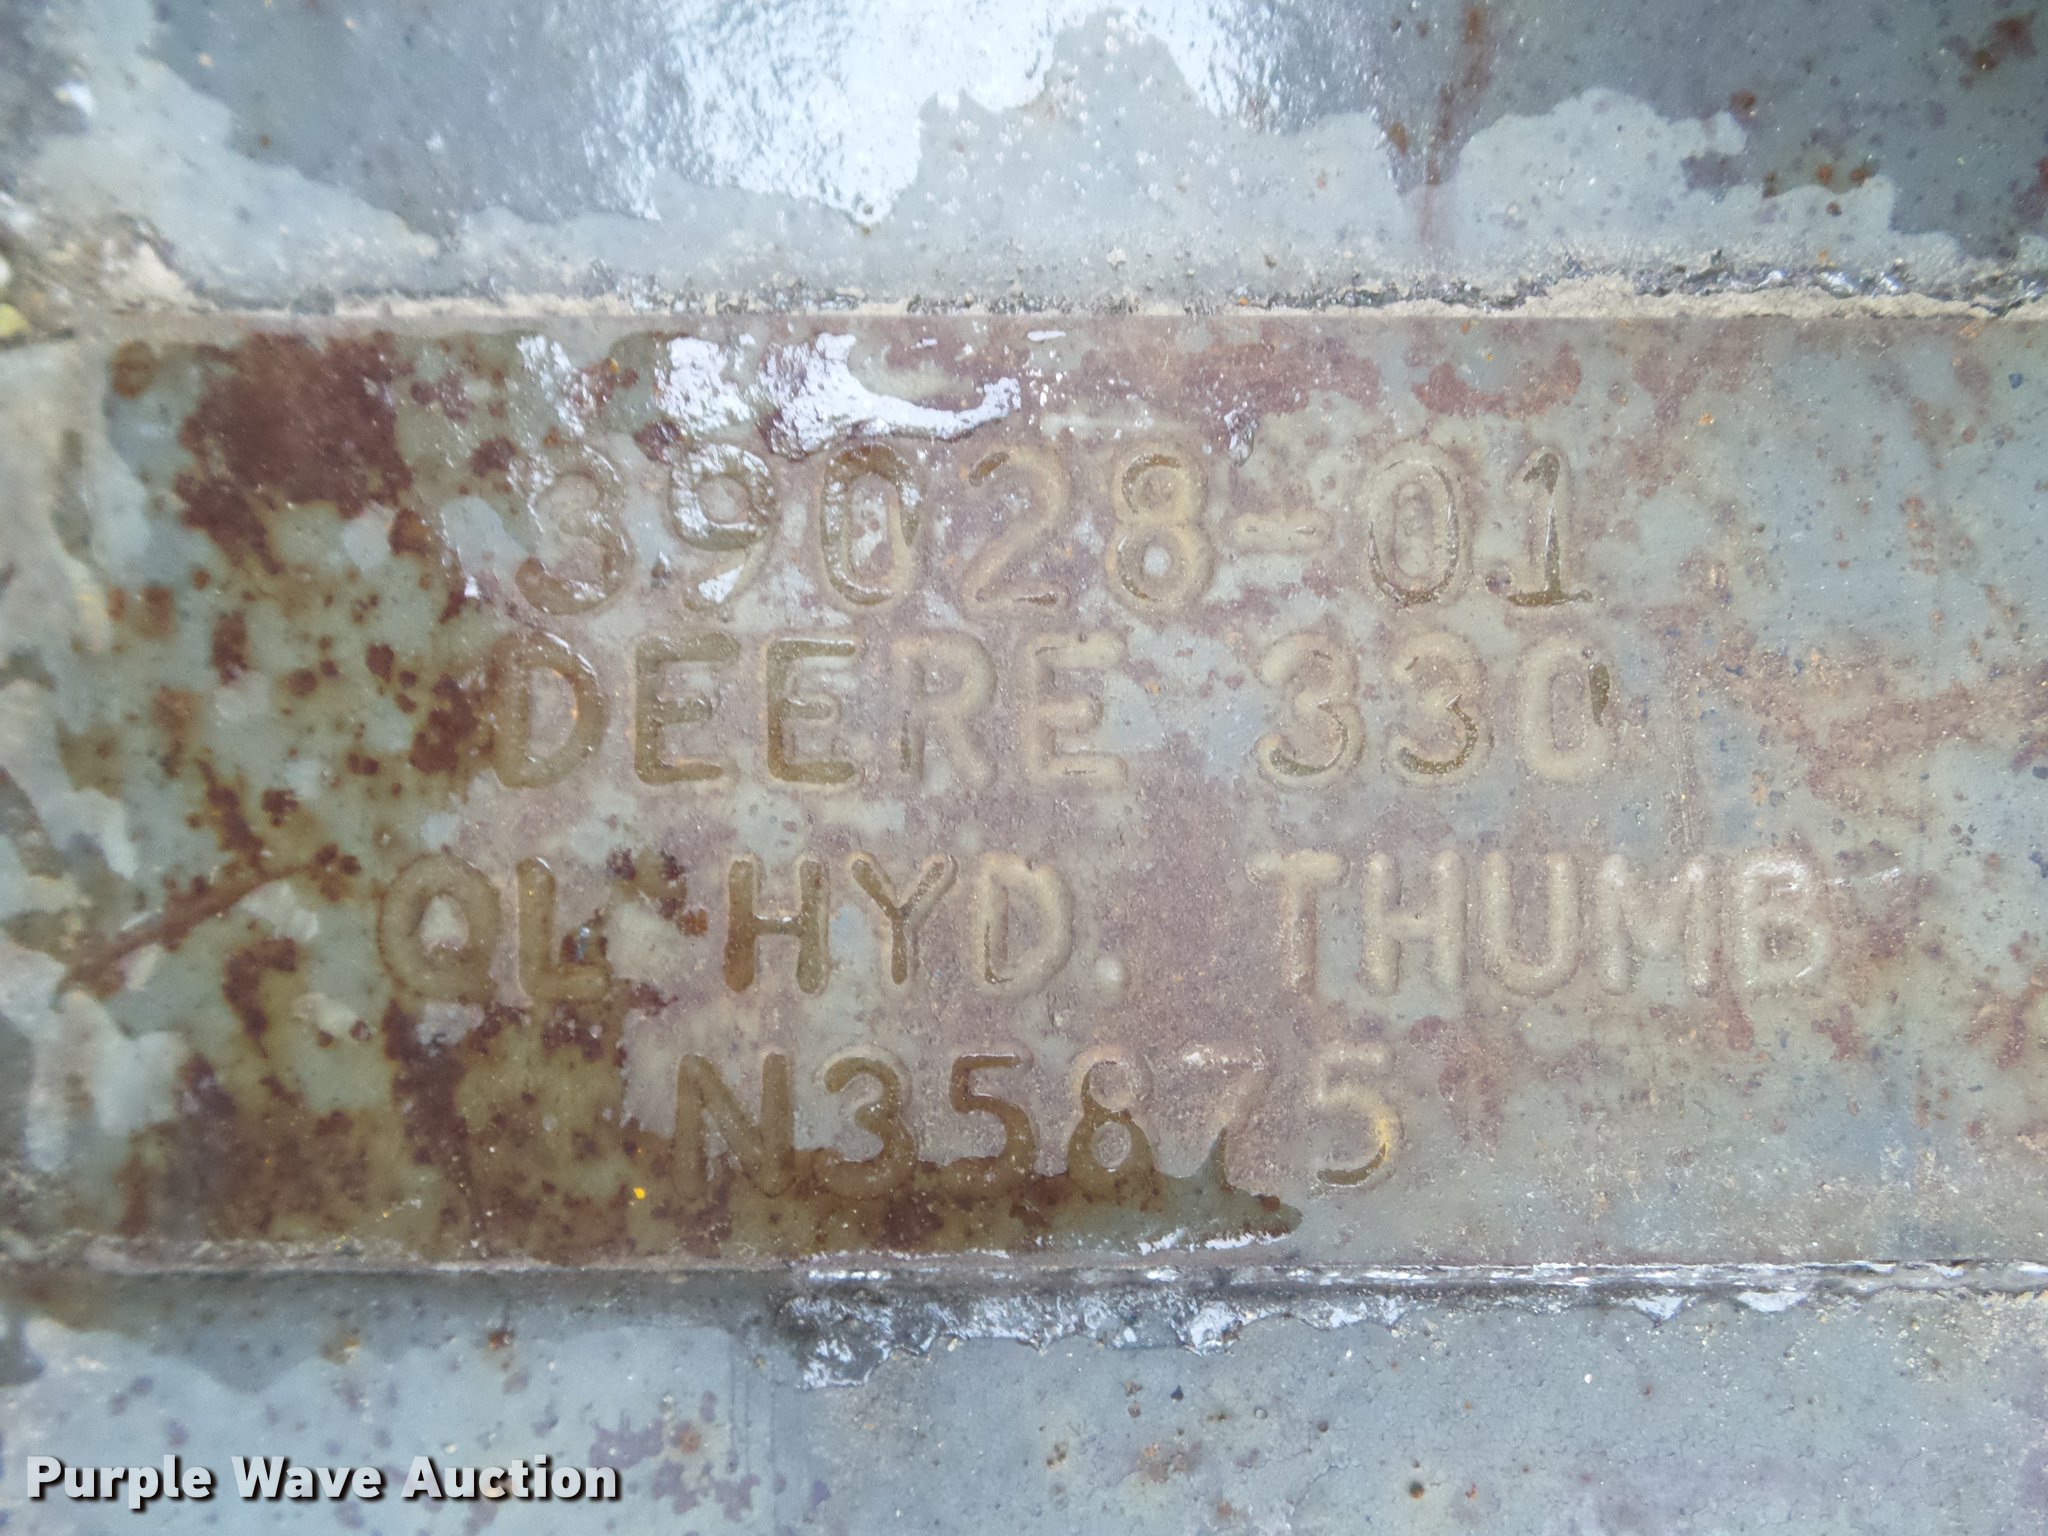 39028-01
DEERE 330
QL HYD. THUMB
N35875
Purple Wave Auction